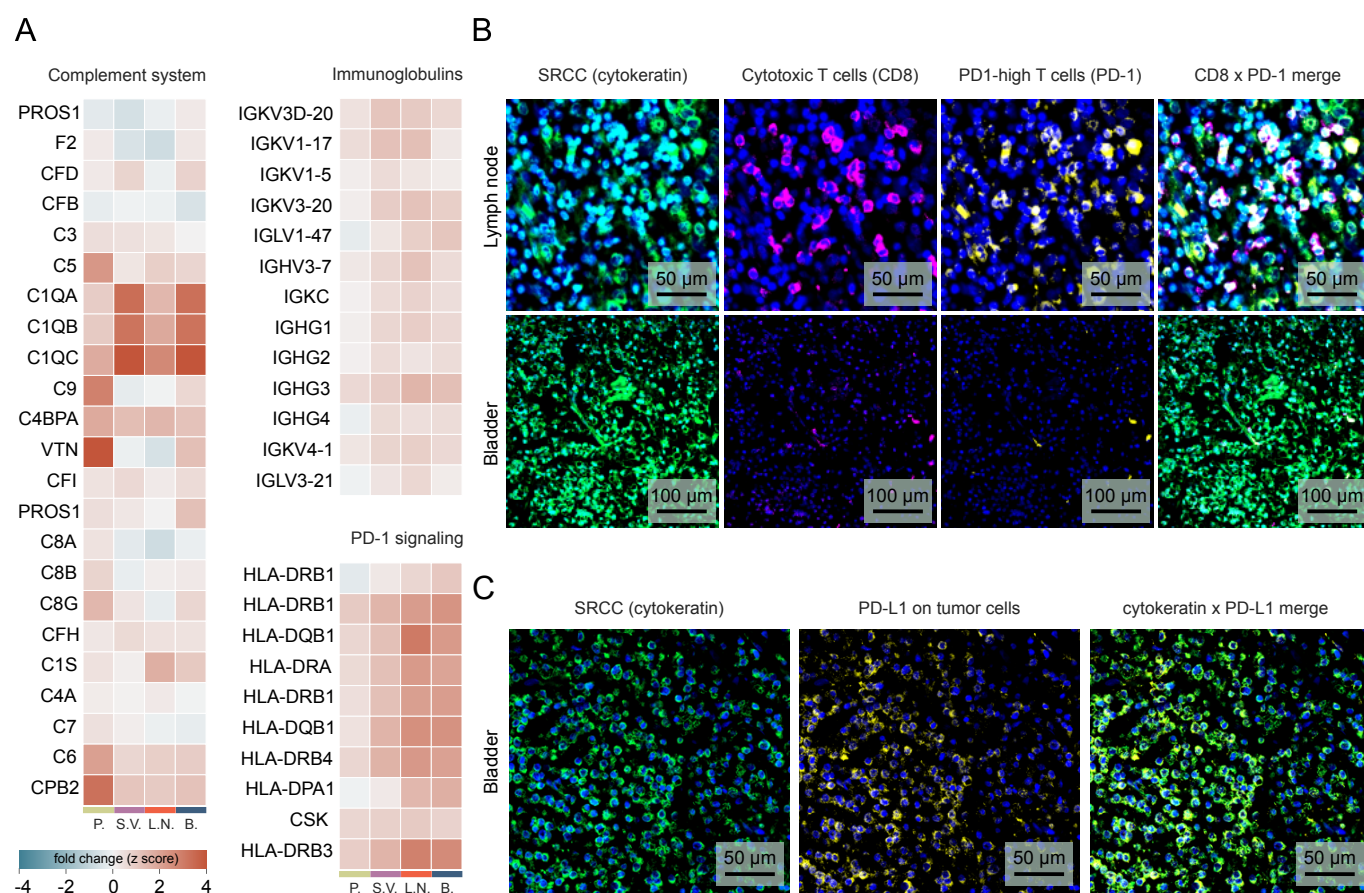 A
Complement system
PROS1
F2
CFD
CFB
C3
C5
C1QA
C1QB
C1QC
C9
C4BPA
VTN
CFI
PROS1
C8A
C8B
C8G
CFH
C1S
C4A
C7
C6
CPB2
P. S.V. L.N. B.
fold change (z score)
-4 -2 0 2 4
Immunoglobulins
IGKV3D-20
IGKV1-17
IGKV1-5
IGKV3-20
IGLV1-47
IGHV3-7
IGKC
IGHG1
IGHG2
IGHG3
IGHG4
IGKV4-1
IGLV3-21
PD-1 signaling
HLA-DRB1
HLA-DRB1
HLA-DQB1
HLA-DRA
HLA-DRB1
HLA-DQB1
HLA-DRB4
HLA-DPA1
CSK
HLA-DRB3
P. S.V. L.N. B.
B
SRCC (cytokeratin) Cytotoxic T cells (CD8) PD1-high T cells (PD-1) CD8 x PD-1 merge
Lymph node
50 µm 50 µm 50 µm 50 µm
Bladder
100 µm 100 µm 100 µm 100 µm
C
SRCC (cytokeratin) PD-L1 on tumor cells cytokeratin x PD-L1 merge
Bladder
50 µm 50 µm 50 µm